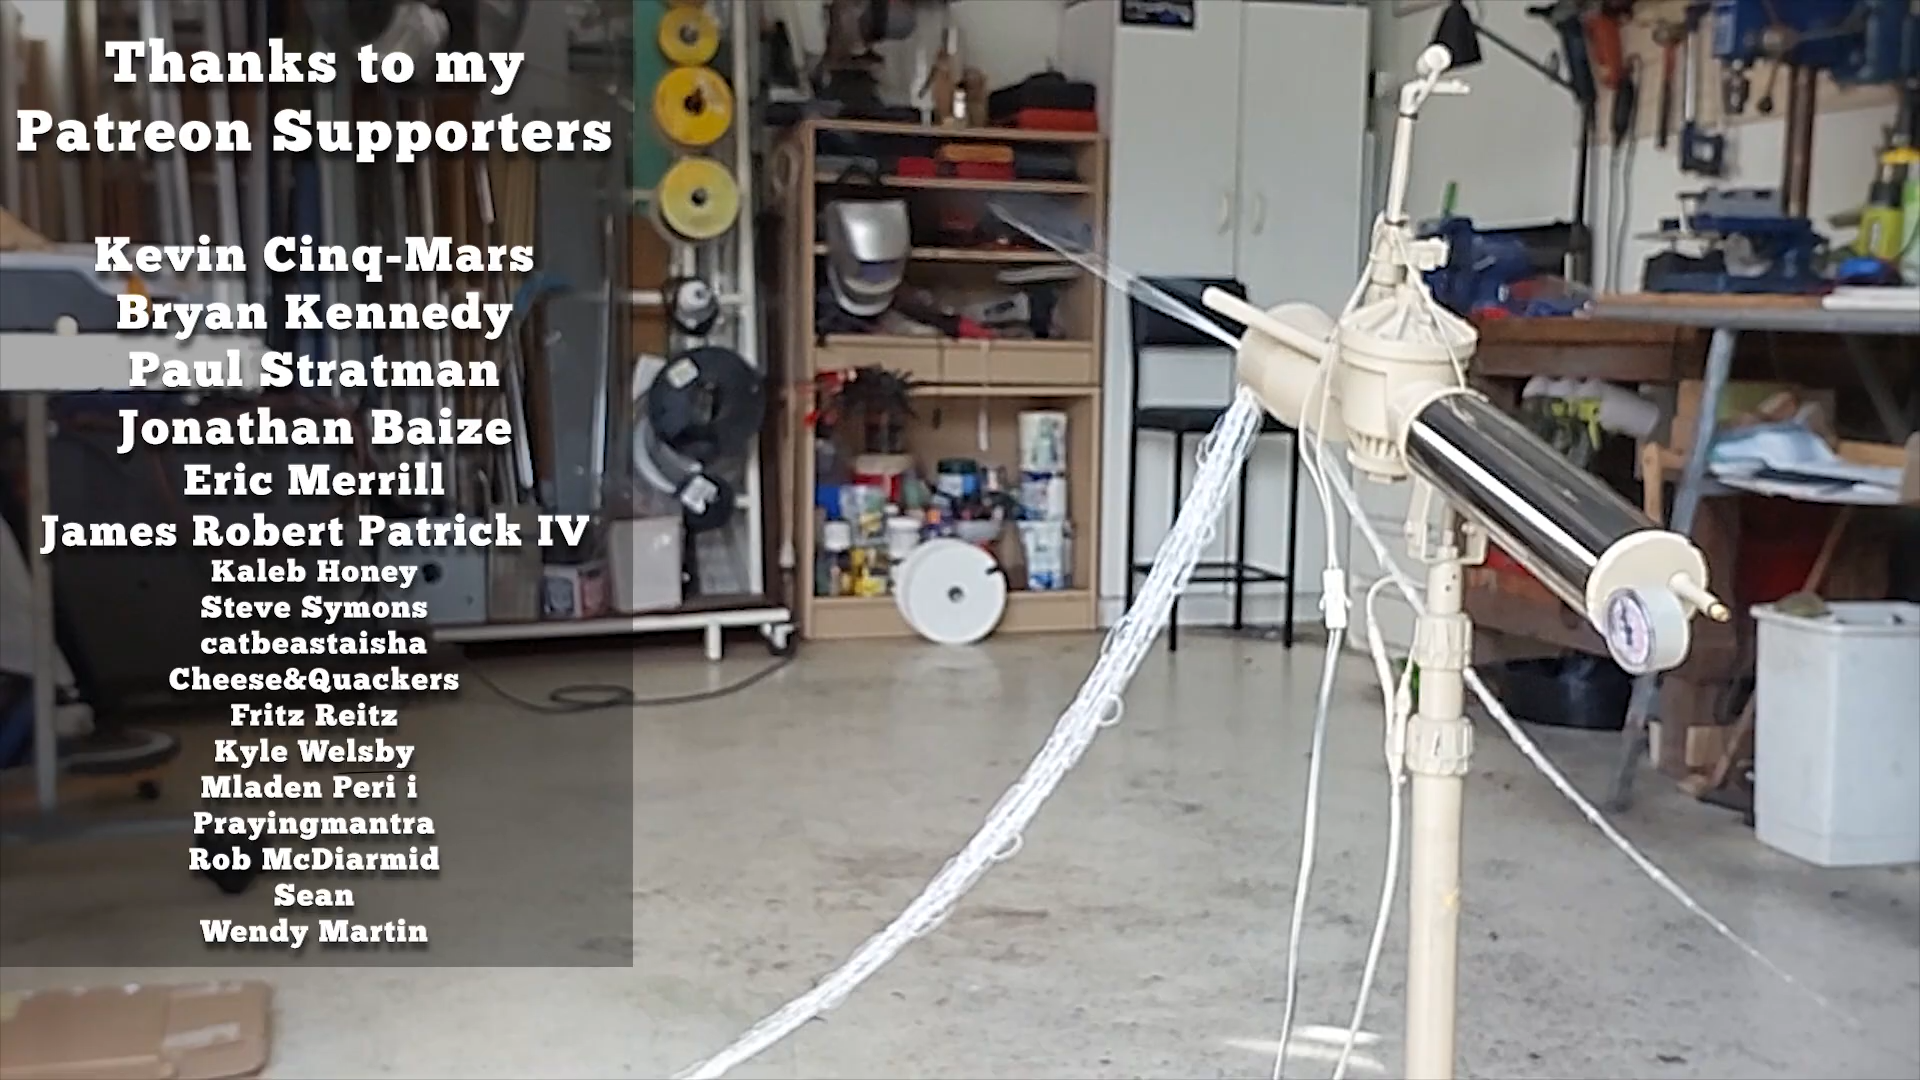 Thanks to my
Patreon Supporters
Kevin Cinq-Mars
Bryan Kennedy
Paul Stratman
Jonathan Baize
Eric Merrill
James Robert Patrick IV
Kaleb Honey
Steve Symons
catbeastaisha
Cheese&Quackers
Fritz Reitz
Kyle Welsby
Mladen Peri i
Prayingmantra
Rob McDiarmid
Sean
Wendy Martin